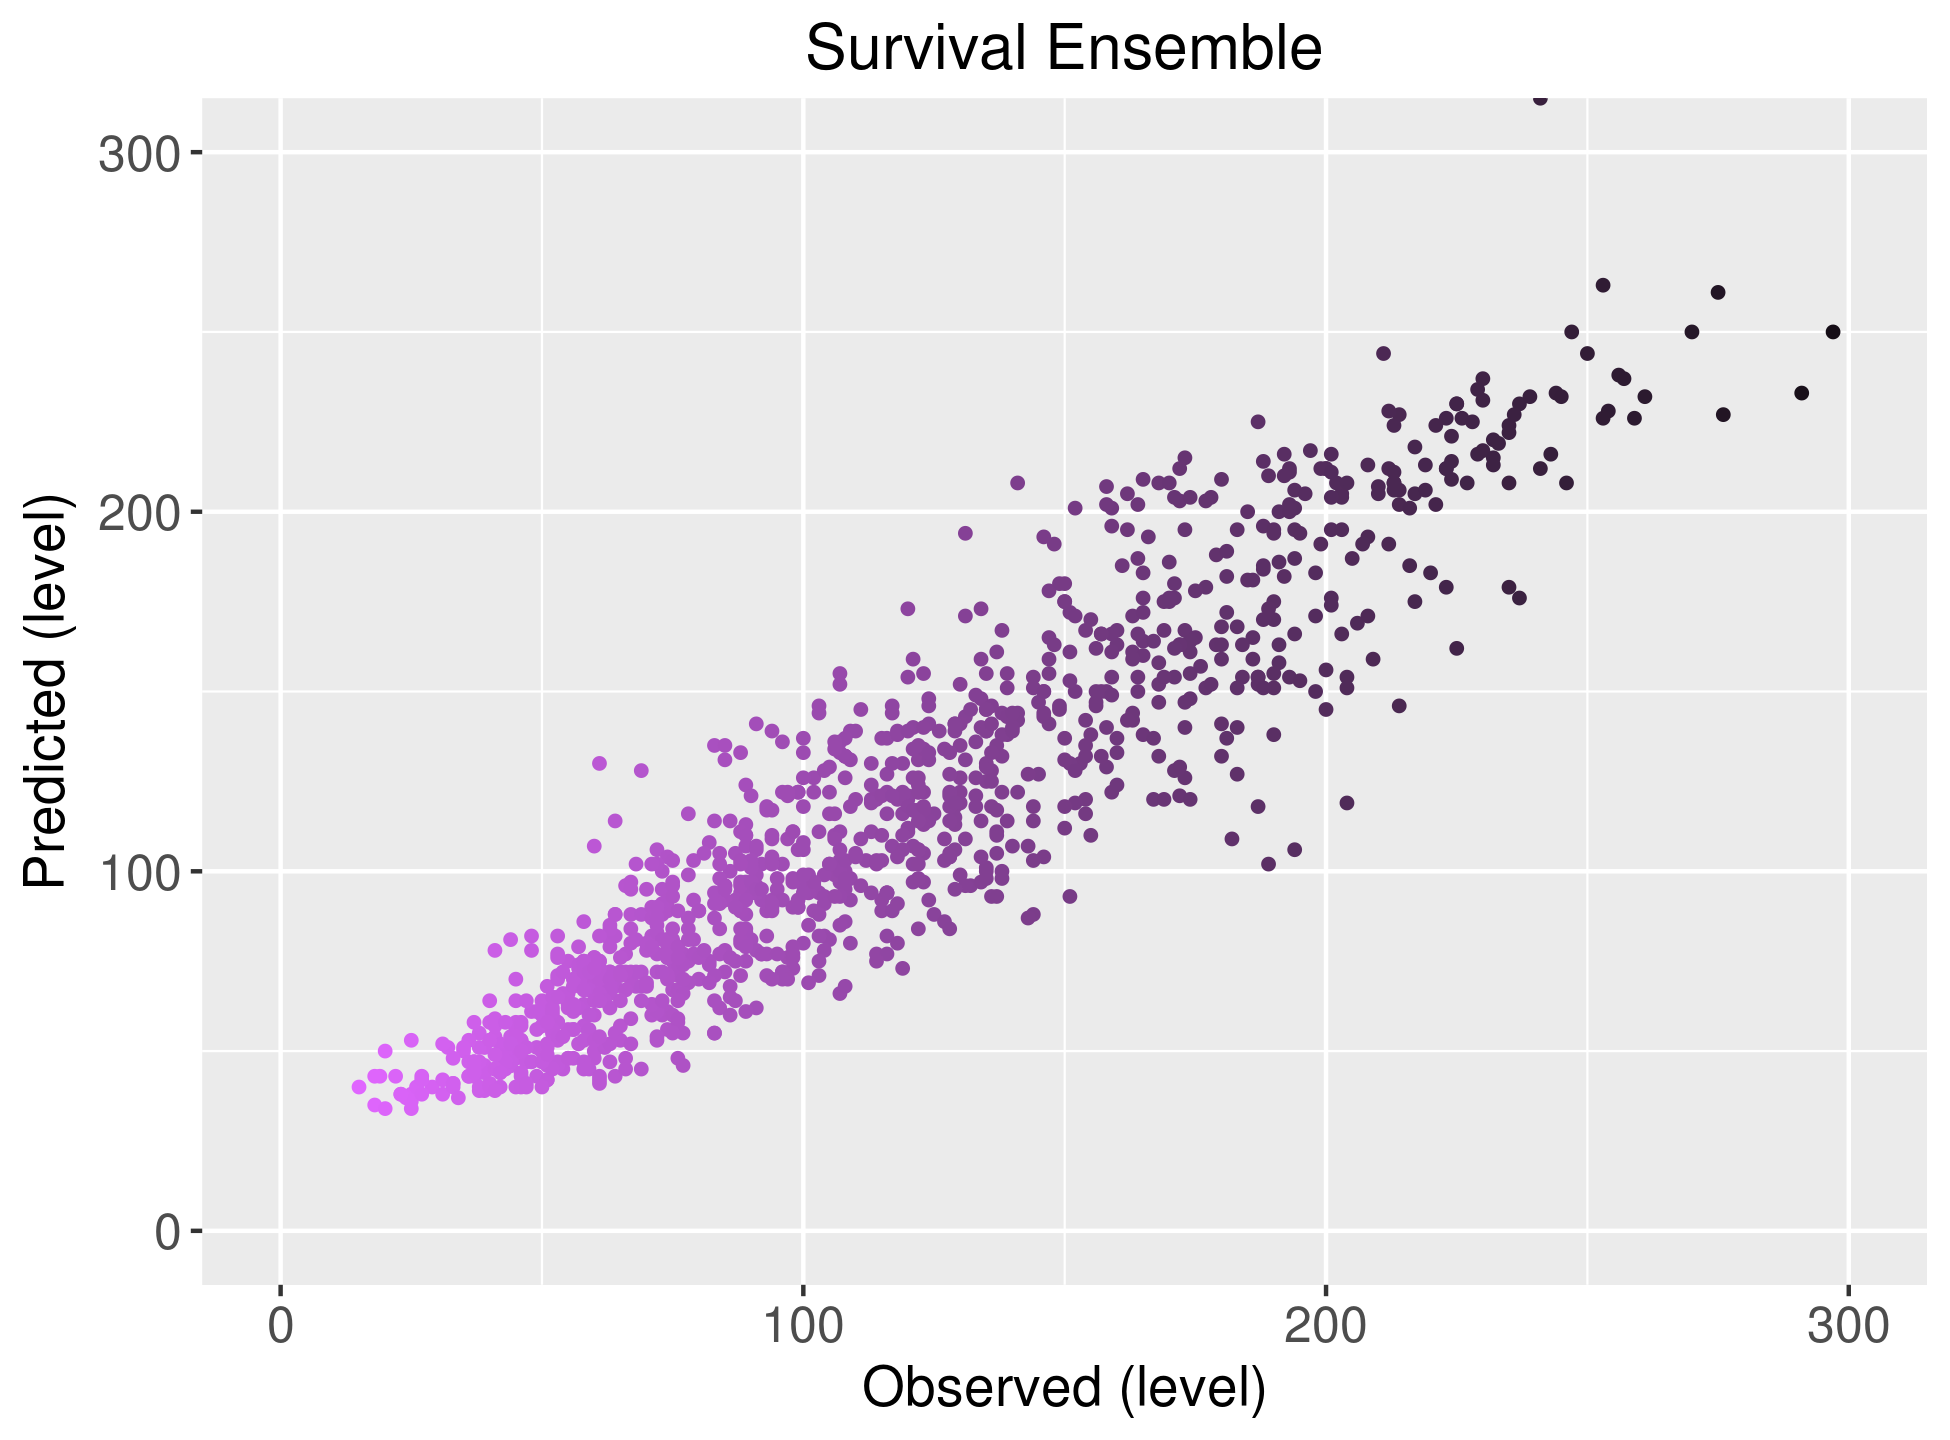 Survival Ensemble
300
200
100
0
Predicted (level)
0 100 200 300
Observed (level)